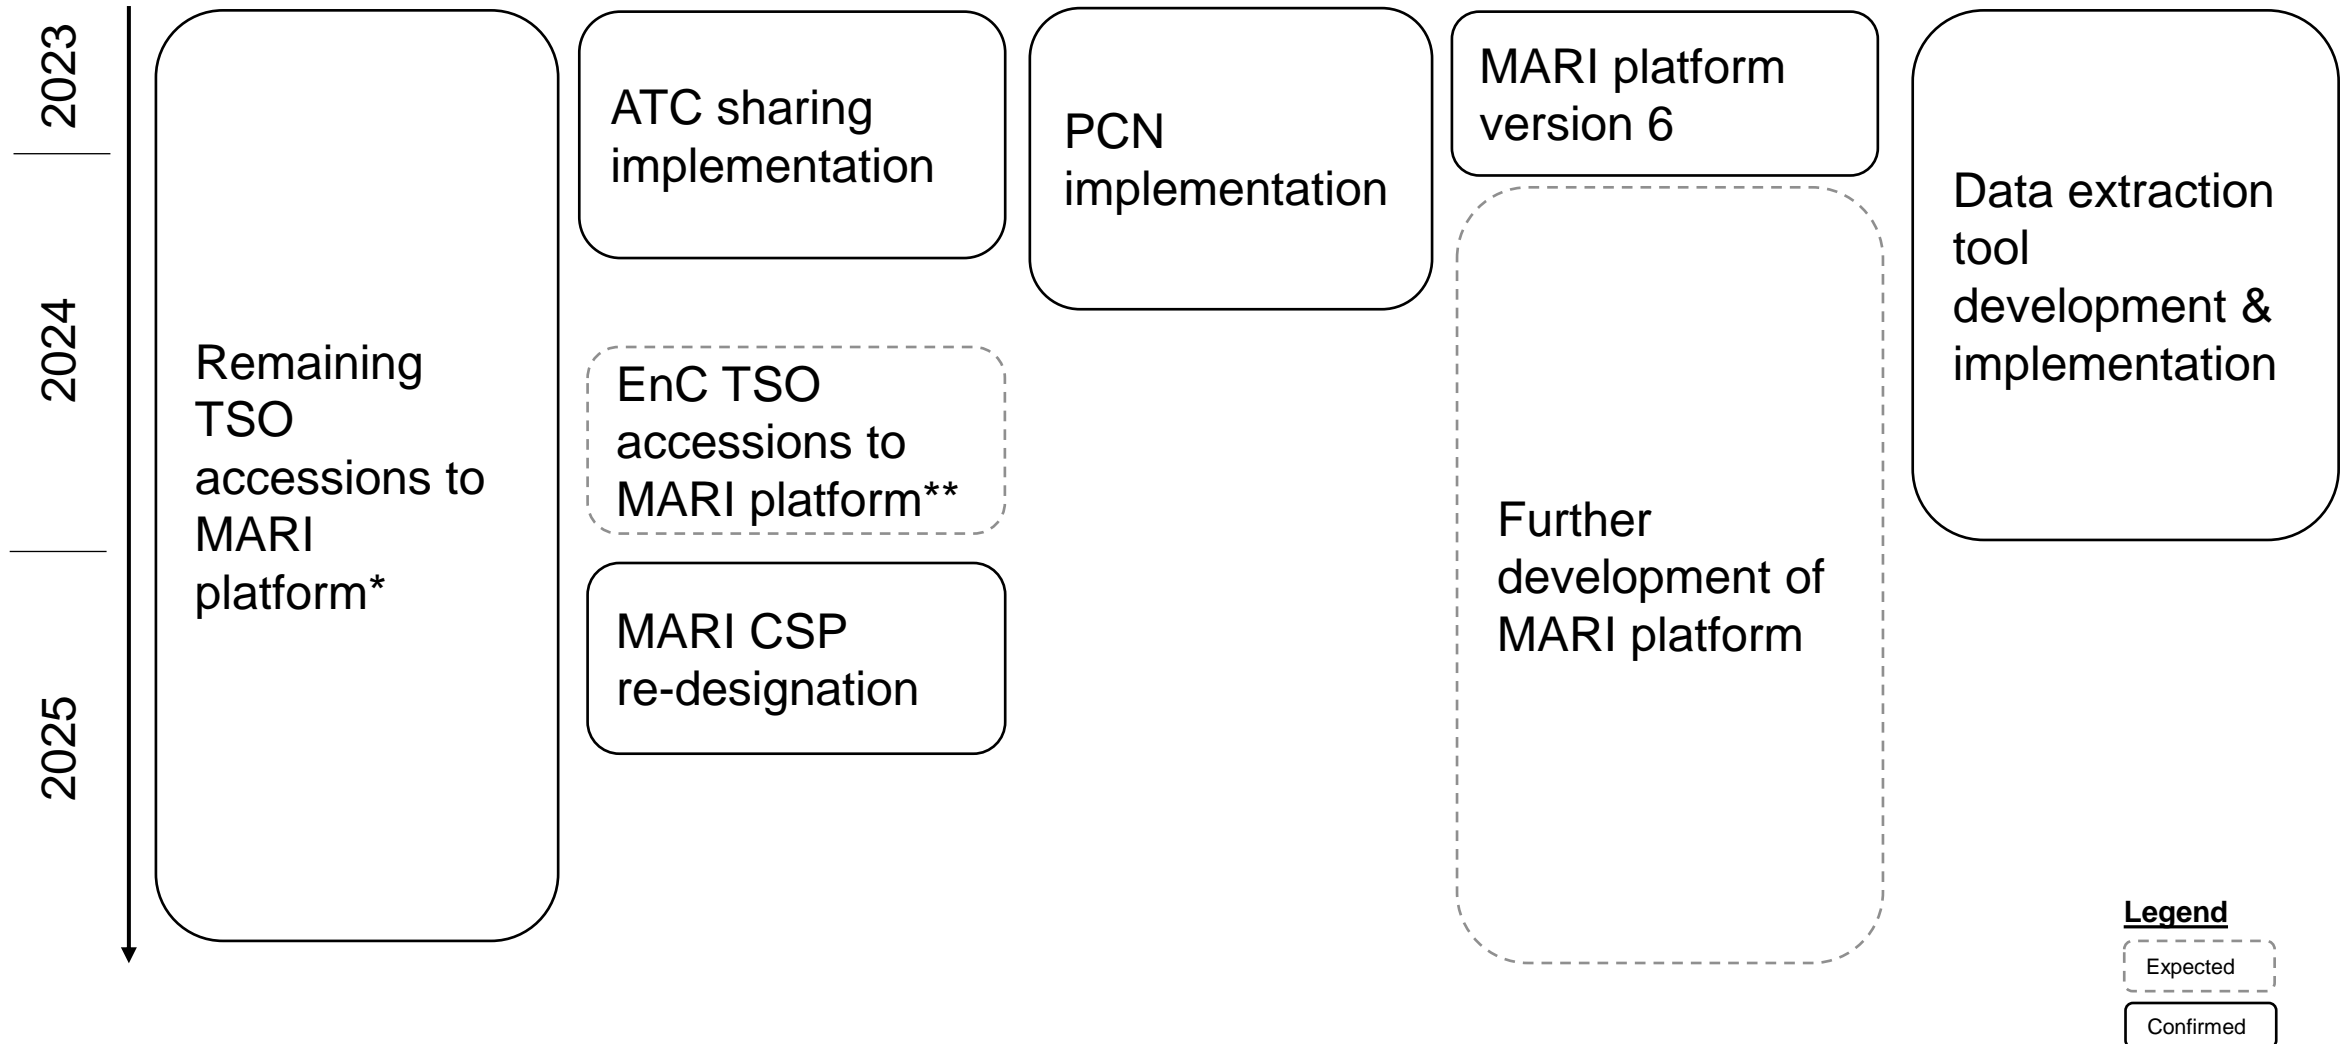 2023
2024
2025
Remaining
TSO
accessions to
MARI
platform*
ATC sharing
implementation
EnC TSO
accessions to
MARI platform**
MARI CSP
re-designation
PCN
implementation
MARI platform
version 6
Further
development of
MARI platform
Data extraction
tool
development &
implementation
Legend
Expected
Confirmed